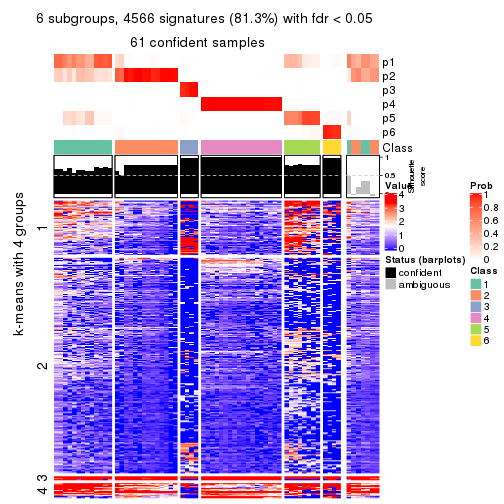 6 subgroups, 4566 signatures (81.3%) with fdr < 0.05
61 confident samples
p1
p2
p3
p4
p5
p6
Class
1
0.5
0
Silhouette
score
k-means with 4 groups
1
2
3
4
Value
4
3
2
1
0
Status (barplots)
confident
ambiguous
Prob
1
0.8
0.6
0.4
0.2
0
Class
1
2
3
4
5
6